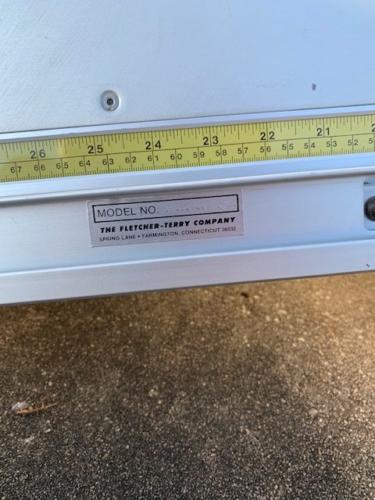 26 25 24 23 22 21
67 66 65 64 63 62 61 60 59 58 57 56 55 54 53 52
MODEL NO.
THE FLETCHER-TERRY COMPANY
SPRING LANE • FARMINGTON, CONNECTICUT 06032